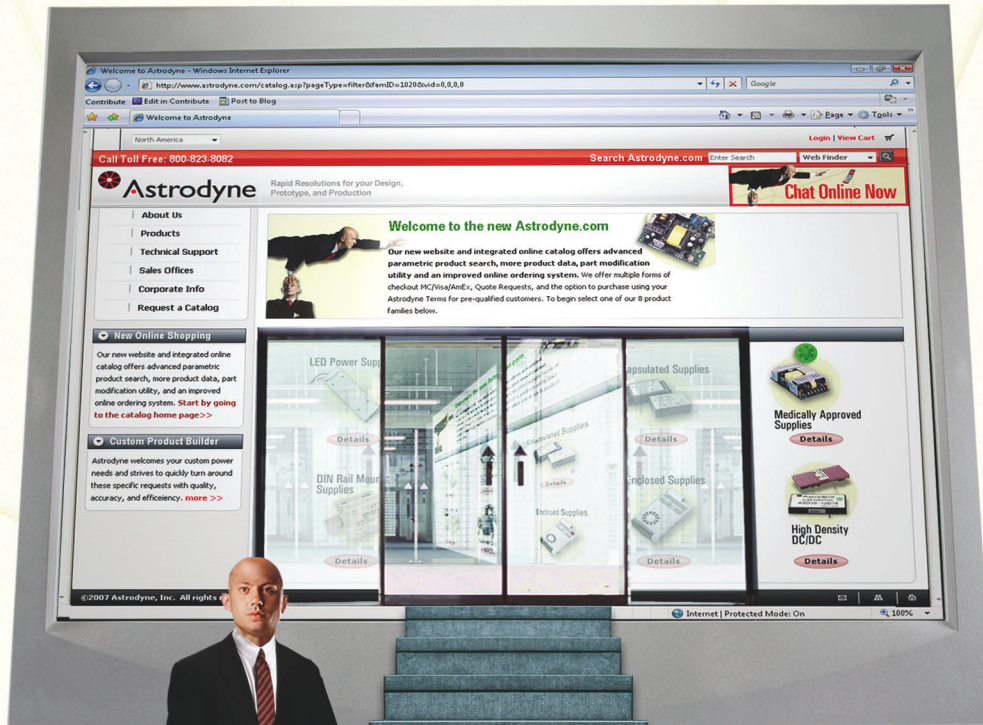 Welcome to Astrodyne - Windows Internet Explorer
http://www.astrodyne.com/catalog.asp?pageType=filter&famID=1020&vid=0,0,0,0
Google
Contribute Edit in Contribute Post to Blog
Welcome to Astrodyne
Page Tools
North America
Login | View Cart
Call Toll Free: 800-823-8082
Search Astrodyne.com Enter Search Web Finder
Astrodyne
Rapid Resolutions for your Design,
Prototype, and Production
Chat Online Now
About Us
Products
Technical Support
Sales Offices
Corporate Info
Request a Catalog
Welcome to the new Astrodyne.com
Our new website and integrated online catalog offers advanced
parametric product search, more product data, part modification
utility and an improved online ordering system. We offer multiple forms of
checkout MC/Visa/AmEx, Quote Requests, and the option to purchase using your
Astrodyne Terms for pre-qualified customers. To begin select one of our 8 product
families below.
New Online Shopping
Our new website and integrated online
catalog offers advanced parametric
product search, more product data, part
modification utility, and an improved
online ordering system. Start by going
to the catalog home page>>
Custom Product Builder
Astrodyne welcomes your custom power
needs and strives to quickly turn around
these specific requests with quality,
accuracy, and efficeiency. more >>
LED Power Supp
Details
DIN Rail Moun
Supplies
Details
Encapsulated Supplies
Details
Enclosed Supplies
apsulated Supplies
Details
nclosed Supplies
Details
Medically Approved
Supplies
Details
High Density
DC/DC
Details
©2007 Astrodyne, Inc. All rights
Internet | Protected Mode: On
100%